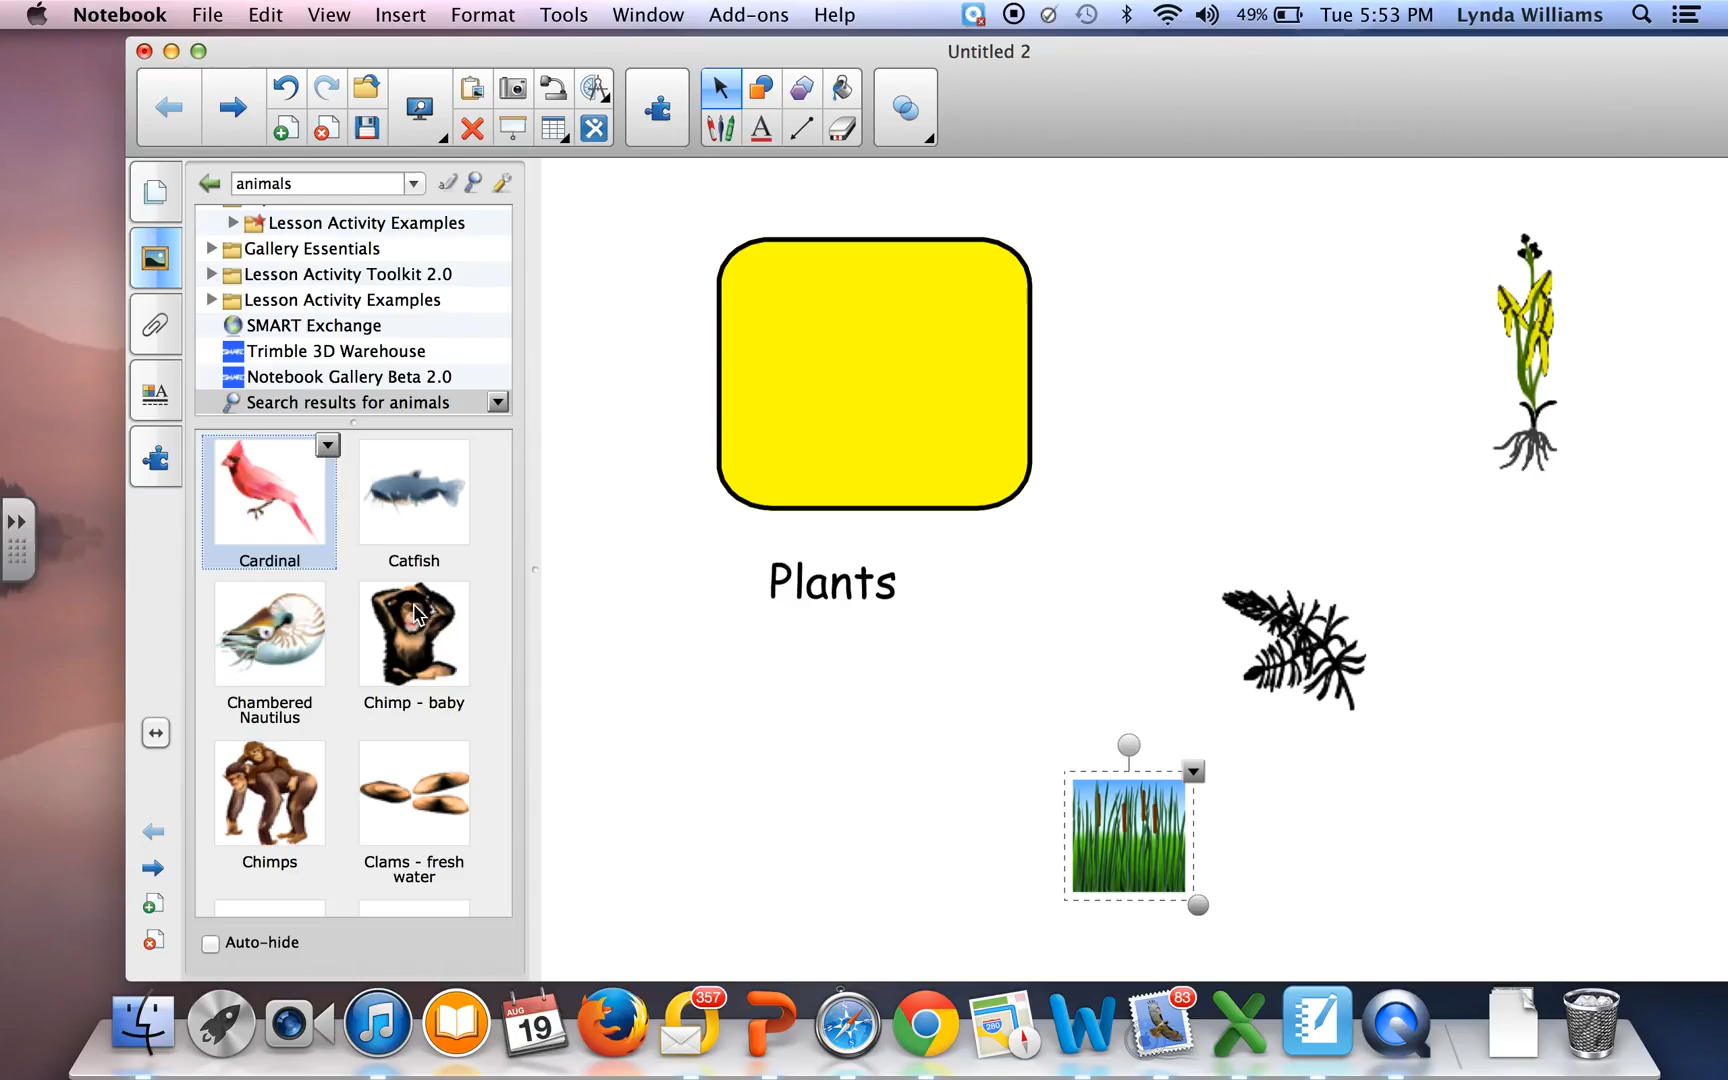 Notebook File Edit View Insert Format Tools Window Add-ons Help 49% Tue 5:53 PM Lynda Williams
Untitled 2
animals
Lesson Activity Examples
Gallery Essentials
Lesson Activity Toolkit 2.0
Lesson Activity Examples
SMART Exchange
Trimble 3D Warehouse
Notebook Gallery Beta 2.0
Search results for animals
Cardinal Catfish
Chambered Nautilus Chimp - baby
Chimps Clams - fresh water
Auto-hide
Plants
AUG 19
357
280
83